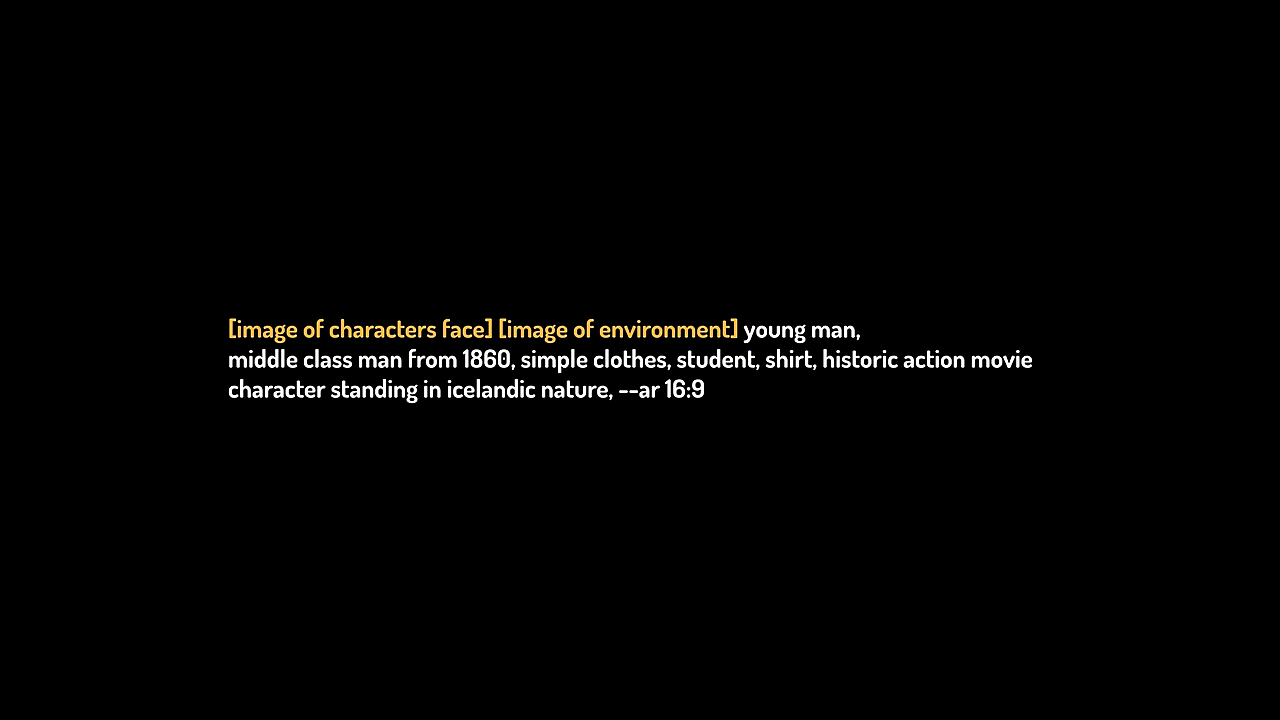 [image of characters face] [image of environment] young man,
middle class man from 1860, simple clothes, student, shirt, historic action movie
character standing in icelandic nature, --ar 16:9